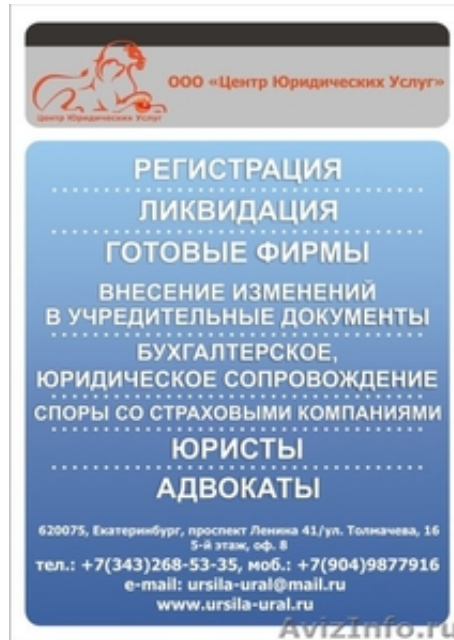 ООО «Центр Юридических Услуг»
Центр Юридических Услуг
РЕГИСТРАЦИЯ
ЛИКВИДАЦИЯ
ГОТОВЫЕ ФИРМЫ
ВНЕСЕНИЕ ИЗМЕНЕНИЙ
В УЧРЕДИТЕЛЬНЫЕ ДОКУМЕНТЫ
БУХГАЛТЕРСКОЕ,
ЮРИДИЧЕСКОЕ СОПРОВОЖДЕНИЕ
СПОРЫ СО СТРАХОВЫМИ КОМПАНИЯМИ
ЮРИСТЫ
АДВОКАТЫ
620075, Екатеринбург, проспект Ленина 41/ул. Толмачева, 16
5-й этаж, оф. 8
тел.: +7(343)268-53-35, моб.: +7(904)9877916
e-mail: ursila-ural@mail.ru
www.ursila-ural.ru
AvizInfo.ru